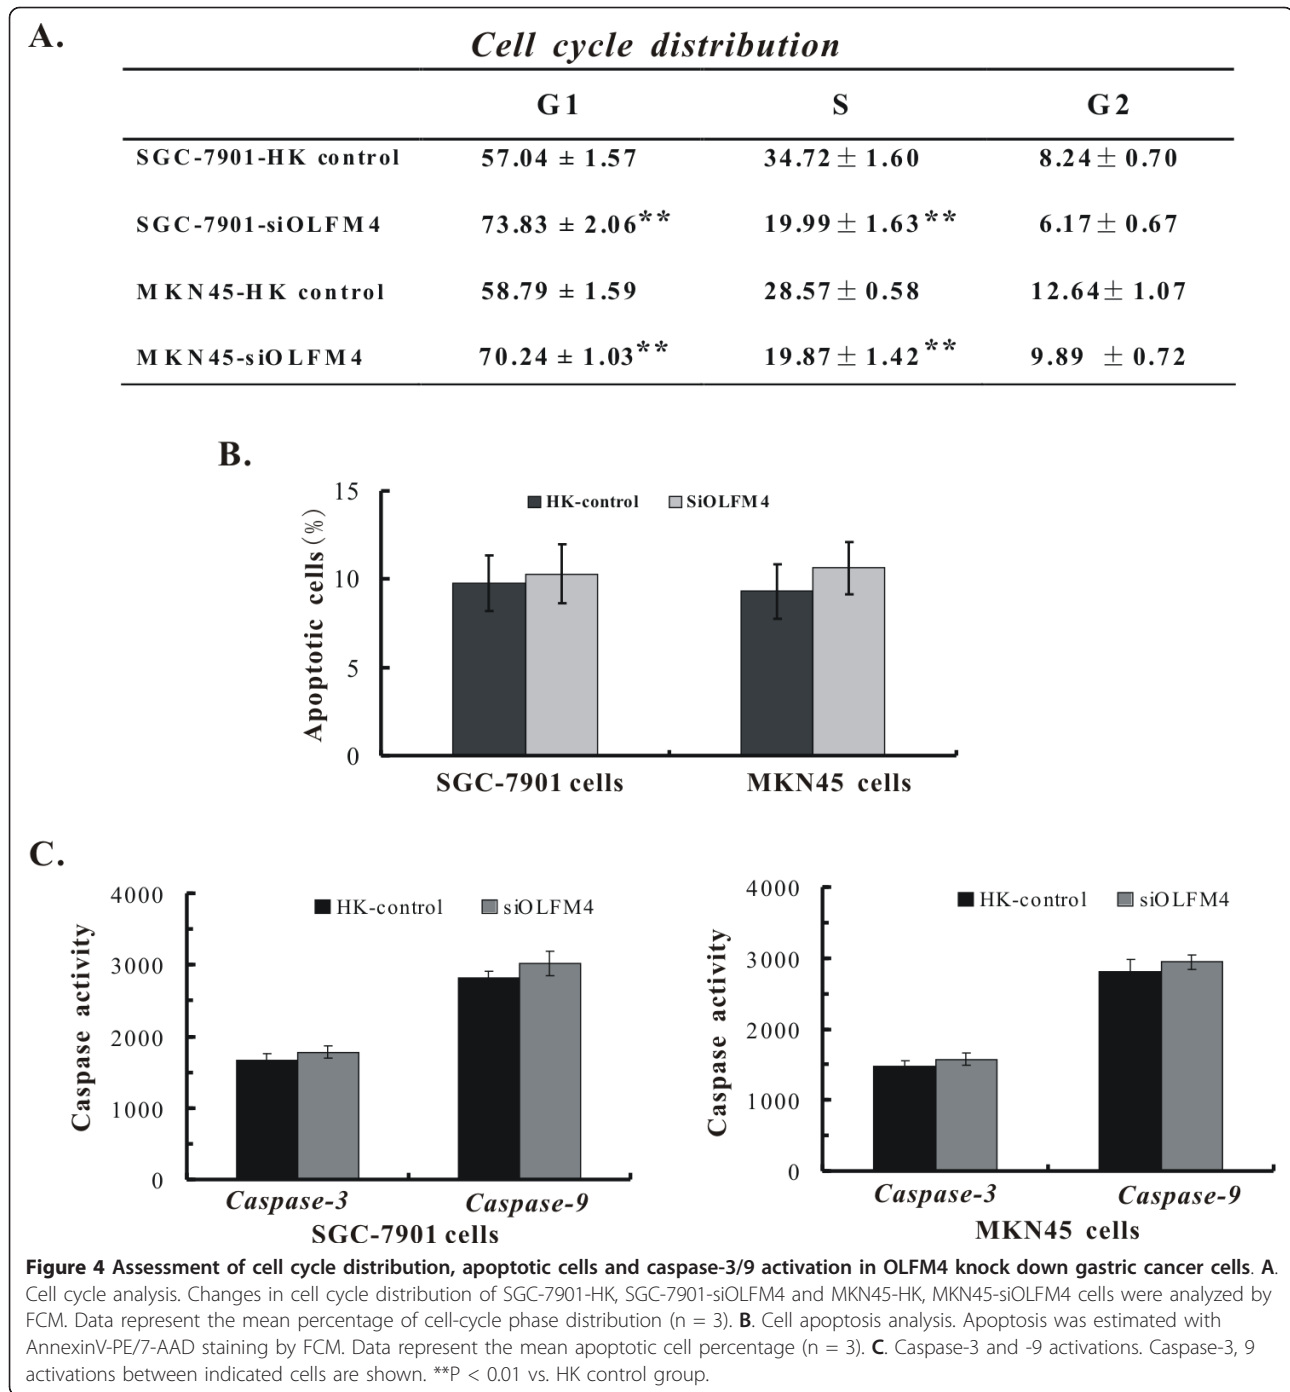 A.
Cell cycle distribution
G1 S G2
SGC-7901-HK control 57.04 ± 1.57 34.72 ± 1.60 8.24 ± 0.70
SGC-7901-siOLFM4 73.83 ± 2.06** 19.99 ± 1.63** 6.17 ± 0.67
MKN45-HK control 58.79 ± 1.59 28.57 ± 0.58 12.64 ± 1.07
MKN45-siOLFM4 70.24 ± 1.03** 19.87 ± 1.42** 9.89 ± 0.72
B.
15
HK-control SiOLFM4
10
5
0
Apoptotic cells(%)
SGC-7901 cells MKN45 cells
C.
4000
HK-control siOLFM4
3000
2000
1000
0
Caspase activity
Caspase-3 Caspase-9
SGC-7901 cells
4000
HK-control siOLFM4
3000
2000
1000
0
Caspase activity
Caspase-3 Caspase-9
MKN45 cells
Figure 4 Assessment of cell cycle distribution, apoptotic cells and caspase-3/9 activation in OLFM4 knock down gastric cancer cells. A.
Cell cycle analysis. Changes in cell cycle distribution of SGC-7901-HK, SGC-7901-siOLFM4 and MKN45-HK, MKN45-siOLFM4 cells were analyzed by
FCM. Data represent the mean percentage of cell-cycle phase distribution (n = 3). B. Cell apoptosis analysis. Apoptosis was estimated with
AnnexinV-PE/7-AAD staining by FCM. Data represent the mean apoptotic cell percentage (n = 3). C. Caspase-3 and -9 activations. Caspase-3, 9
activations between indicated cells are shown. **P < 0.01 vs. HK control group.